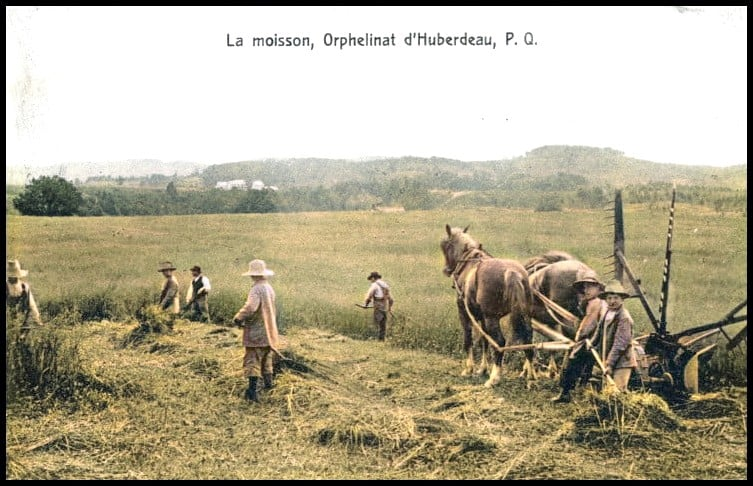 La moisson, Orphelinat d'Huberdeau, P. Q.